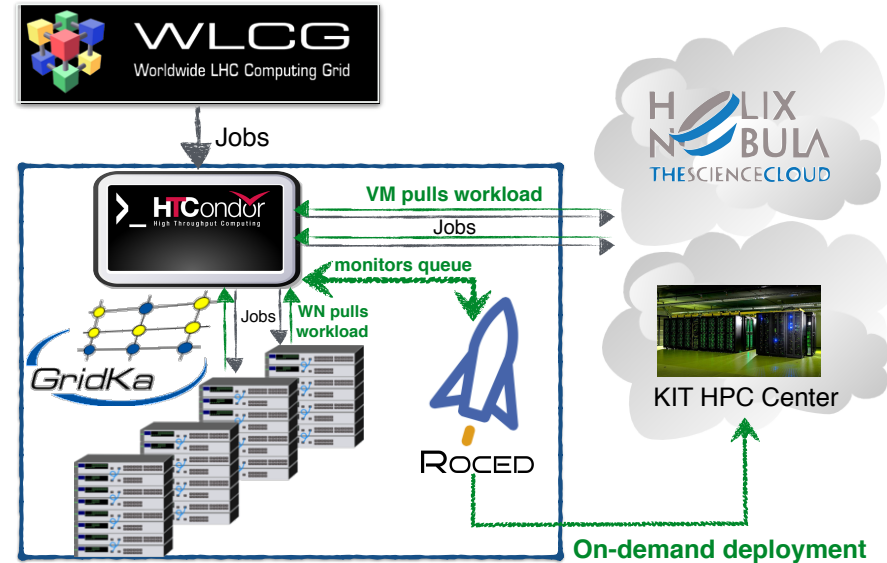 WLCG
Worldwide LHC Computing Grid
Jobs
HELIX
NEBULA
THESCIENCECLOUD
>_ HTCondor
High Throughput Computing
VM pulls workload
Jobs
monitors queue
Jobs
WN pulls
workload
GridKa
KIT HPC Center
ROCED
On-demand deployment